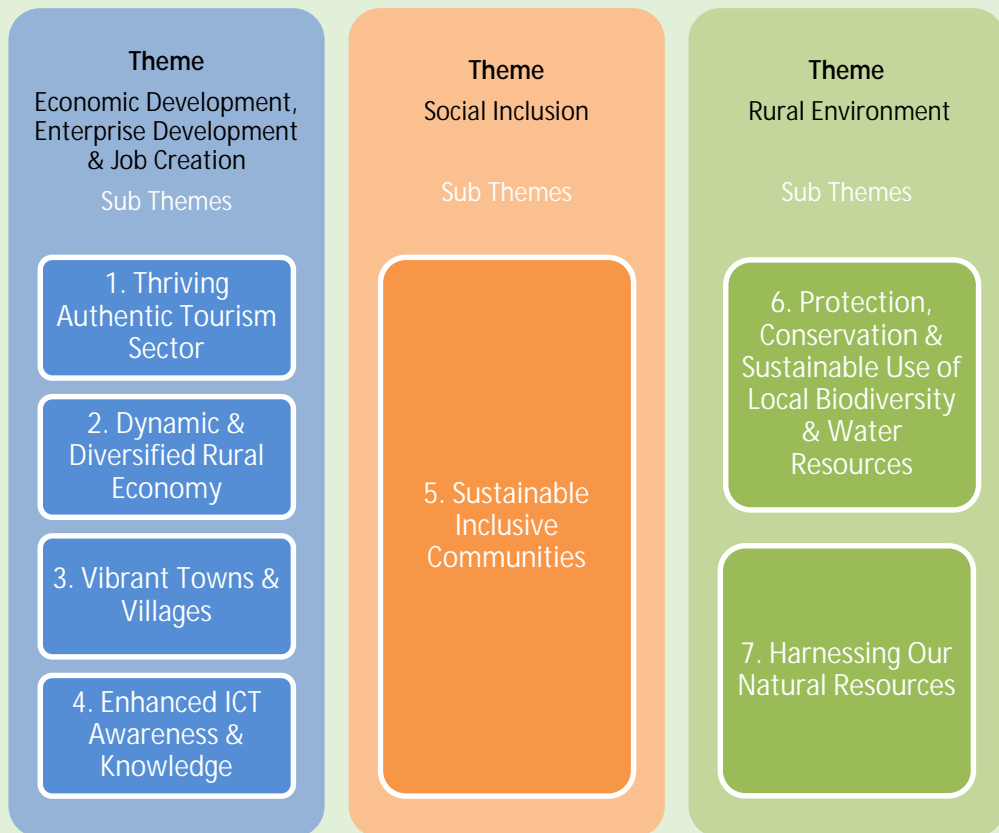 Theme
Economic Development,
Enterprise Development
& Job Creation
Sub Themes
1. Thriving
Authentic Tourism
Sector
2. Dynamic &
Diversified Rural
Economy
3. Vibrant Towns &
Villages
4. Enhanced ICT
Awareness &
Knowledge
Theme
Social Inclusion
Sub Themes
5. Sustainable
Inclusive
Communities
Theme
Rural Environment
Sub Themes
6. Protection,
Conservation &
Sustainable Use of
Local Biodiversity
& Water
Resources
7. Harnessing Our
Natural Resources